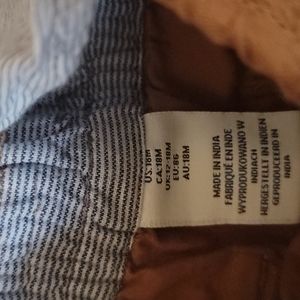 US: 18M
CA: 18M
EU: 86
AU: 18M
MADE IN INDIA
FABRIQUÉ EN INDE
WYPRODUKOWANO W
INDIACH
HERGESTELLT IN INDIEN
GEPRODUCEERD IN
INDIA